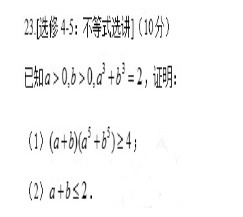 23.[选修4-5：不等式选讲]（10分）
已知a＞0,b＞0,a³+b³=2，证明：
（1）(a+b)(a⁵+b⁵)≥4；
（2）a+b≤2．